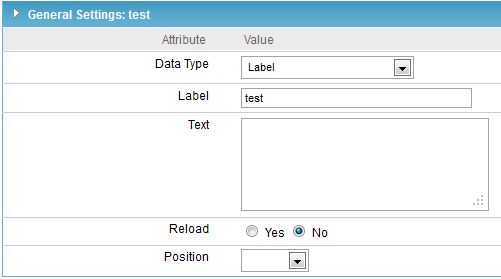 General Settings: test
Attribute Value
Data Type Label
Label test
Text
Reload Yes No
Position